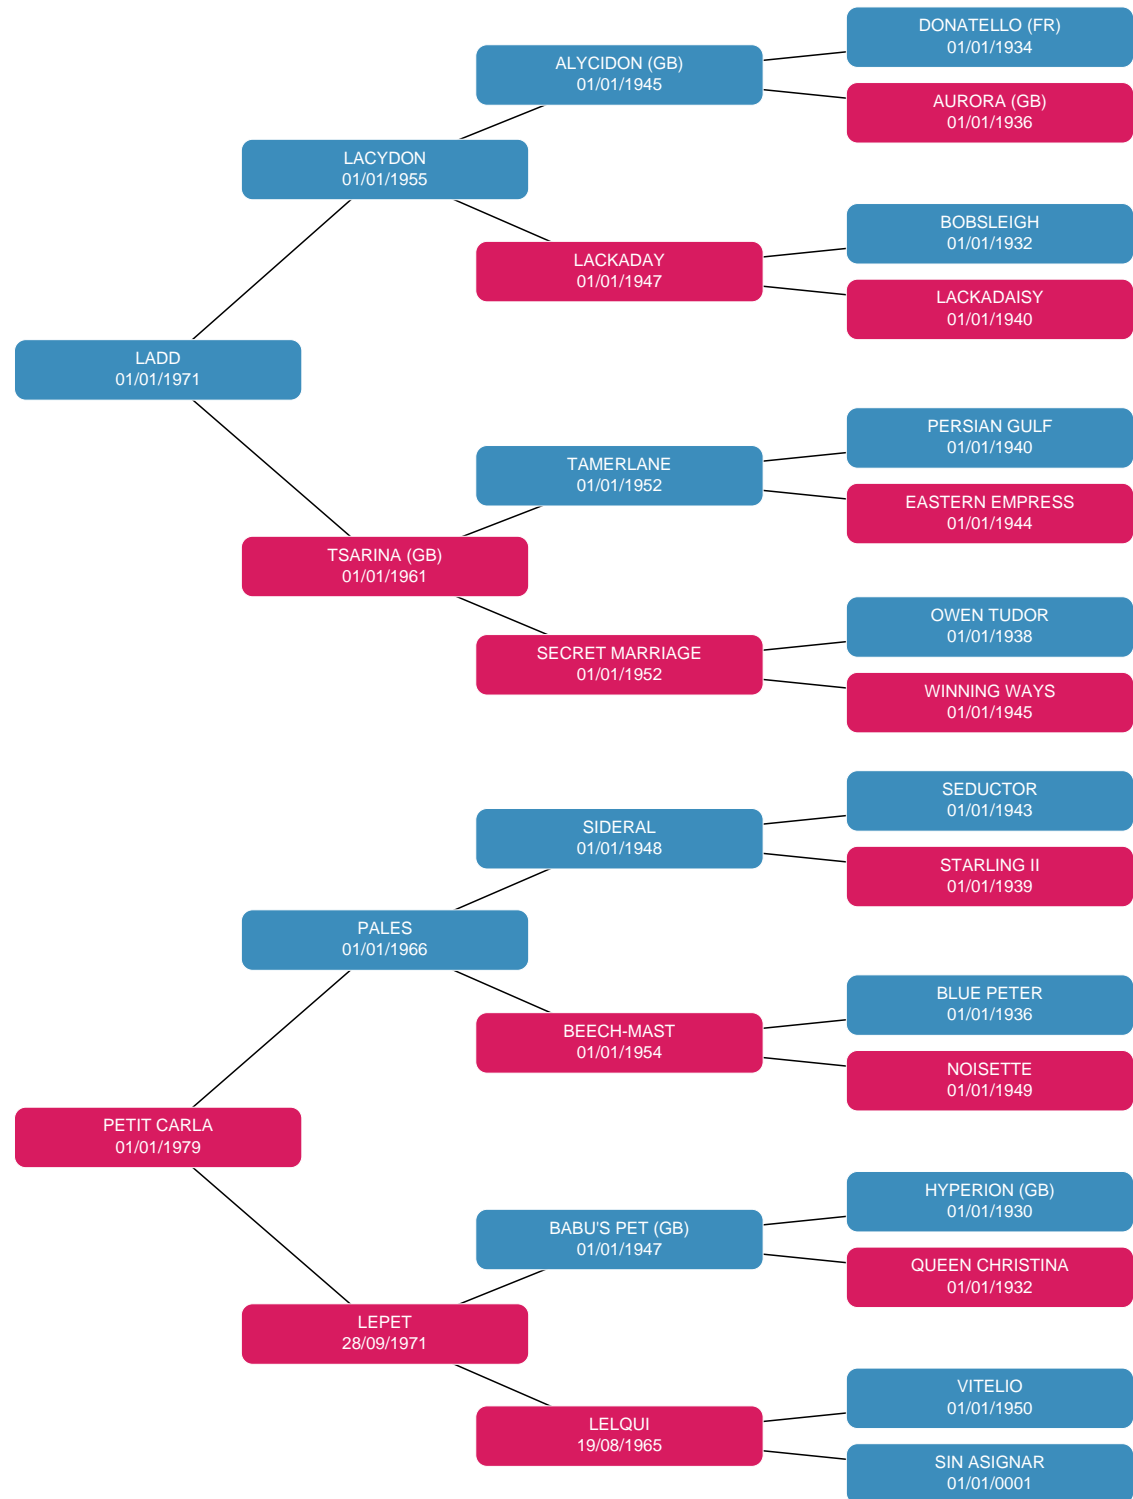 DONATELLO (FR)
01/01/1934
ALYCIDON (GB)
01/01/1945
AURORA (GB)
01/01/1936
LACYDON
01/01/1955
BOBSLEIGH
01/01/1932
LACKADAY
01/01/1947
LACKADAISY
01/01/1940
LADD
01/01/1971
PERSIAN GULF
01/01/1940
TAMERLANE
01/01/1952
EASTERN EMPRESS
01/01/1944
TSARINA (GB)
01/01/1961
OWEN TUDOR
01/01/1938
SECRET MARRIAGE
01/01/1952
WINNING WAYS
01/01/1945
SEDUCTOR
01/01/1943
SIDERAL
01/01/1948
STARLING II
01/01/1939
PALES
01/01/1966
BLUE PETER
01/01/1936
BEECH-MAST
01/01/1954
NOISETTE
01/01/1949
PETIT CARLA
01/01/1979
HYPERION (GB)
01/01/1930
BABU'S PET (GB)
01/01/1947
QUEEN CHRISTINA
01/01/1932
LEPET
28/09/1971
VITELIO
01/01/1950
LELQUI
19/08/1965
SIN ASIGNAR
01/01/0001